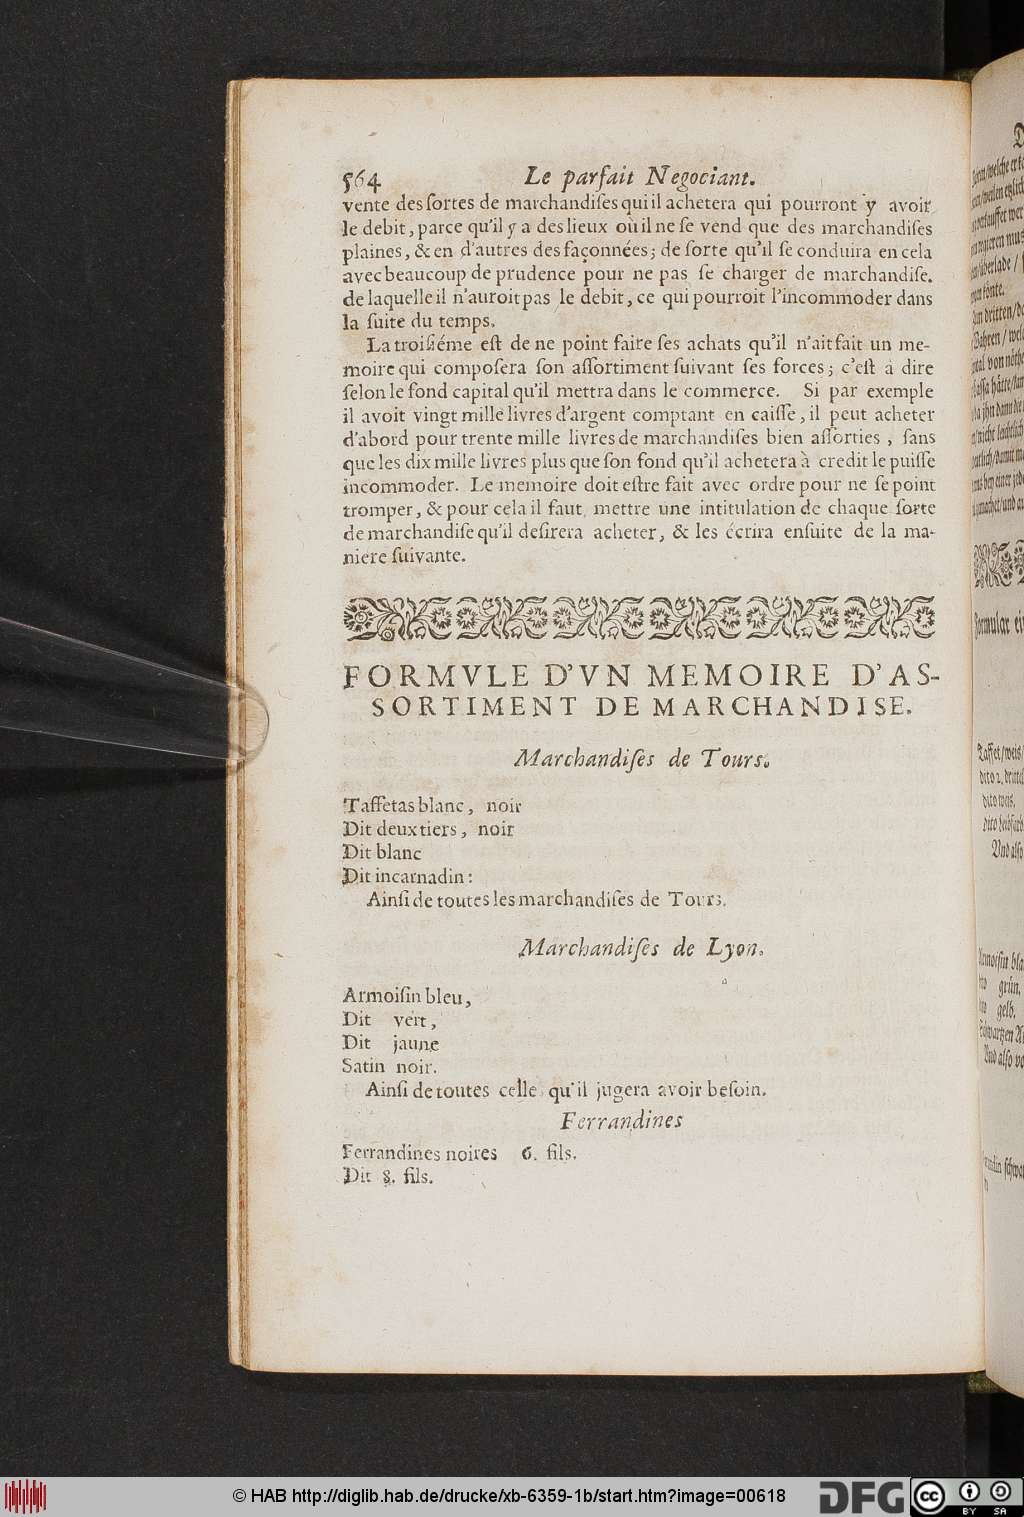 564 Le parfait Negociant.
vente des ſortes de marchandiſes qui il achetera qui pourront y avoir
le debit, parce qu'il y a des lieux où il ne ſe vend que des marchandiſes
plaines, & en d'autres des façonnées; de ſorte qu'il ſe conduira en cela
avec beaucoup de prudence pour ne pas ſe charger de marchandiſe.
de laquelle il n'auroit pas le debit, ce qui pourroit l'incommoder dans
la ſuite du temps.
La troiſiéme eſt de ne point faire ſes achats qu'il n'ait fait un me-
moire qui compoſera ſon aſſortiment ſuivant ſes forces; c'eſt à dire
ſelon le fond capital qu'il mettra dans le commerce. Si par exemple
il avoit vingt mille livres d'argent comptant en caiſſe, il peut acheter
d'abord pour trente mille livres de marchandiſes bien aſſorties, ſans
que les dix mille livres plus que ſon fond qu'il achetera à credit le puiſſe
incommoder. Le memoire doit eſtre fait avec ordre pour ne ſe point
tromper, & pour cela il faut mettre une intitulation de chaque ſorte
de marchandiſe qu'il deſirera acheter, & les écrira enſuite de la ma-
niere ſuivante.
FORMVLE D'VN MEMOIRE D'AS-
SORTIMENT DE MARCHANDISE.
Marchandiſes de Tours.
Taffetas blanc, noir
Dit deux tiers, noir
Dit blanc
Dit incarnadin:
Ainſi de toutes les marchandiſes de Tours.
Marchandiſes de Lyon.
Armoiſin bleu,
Dit vert,
Dit jaune
Satin noir.
Ainſi de toutes celle qu'il jugera avoir beſoin.
Ferrandines
Ferrandines noires 6. fils.
Dit 8. fils.
© HAB http://diglib.hab.de/drucke/xb-6359-1b/start.htm?image=00618
DFG
cc
BY SA